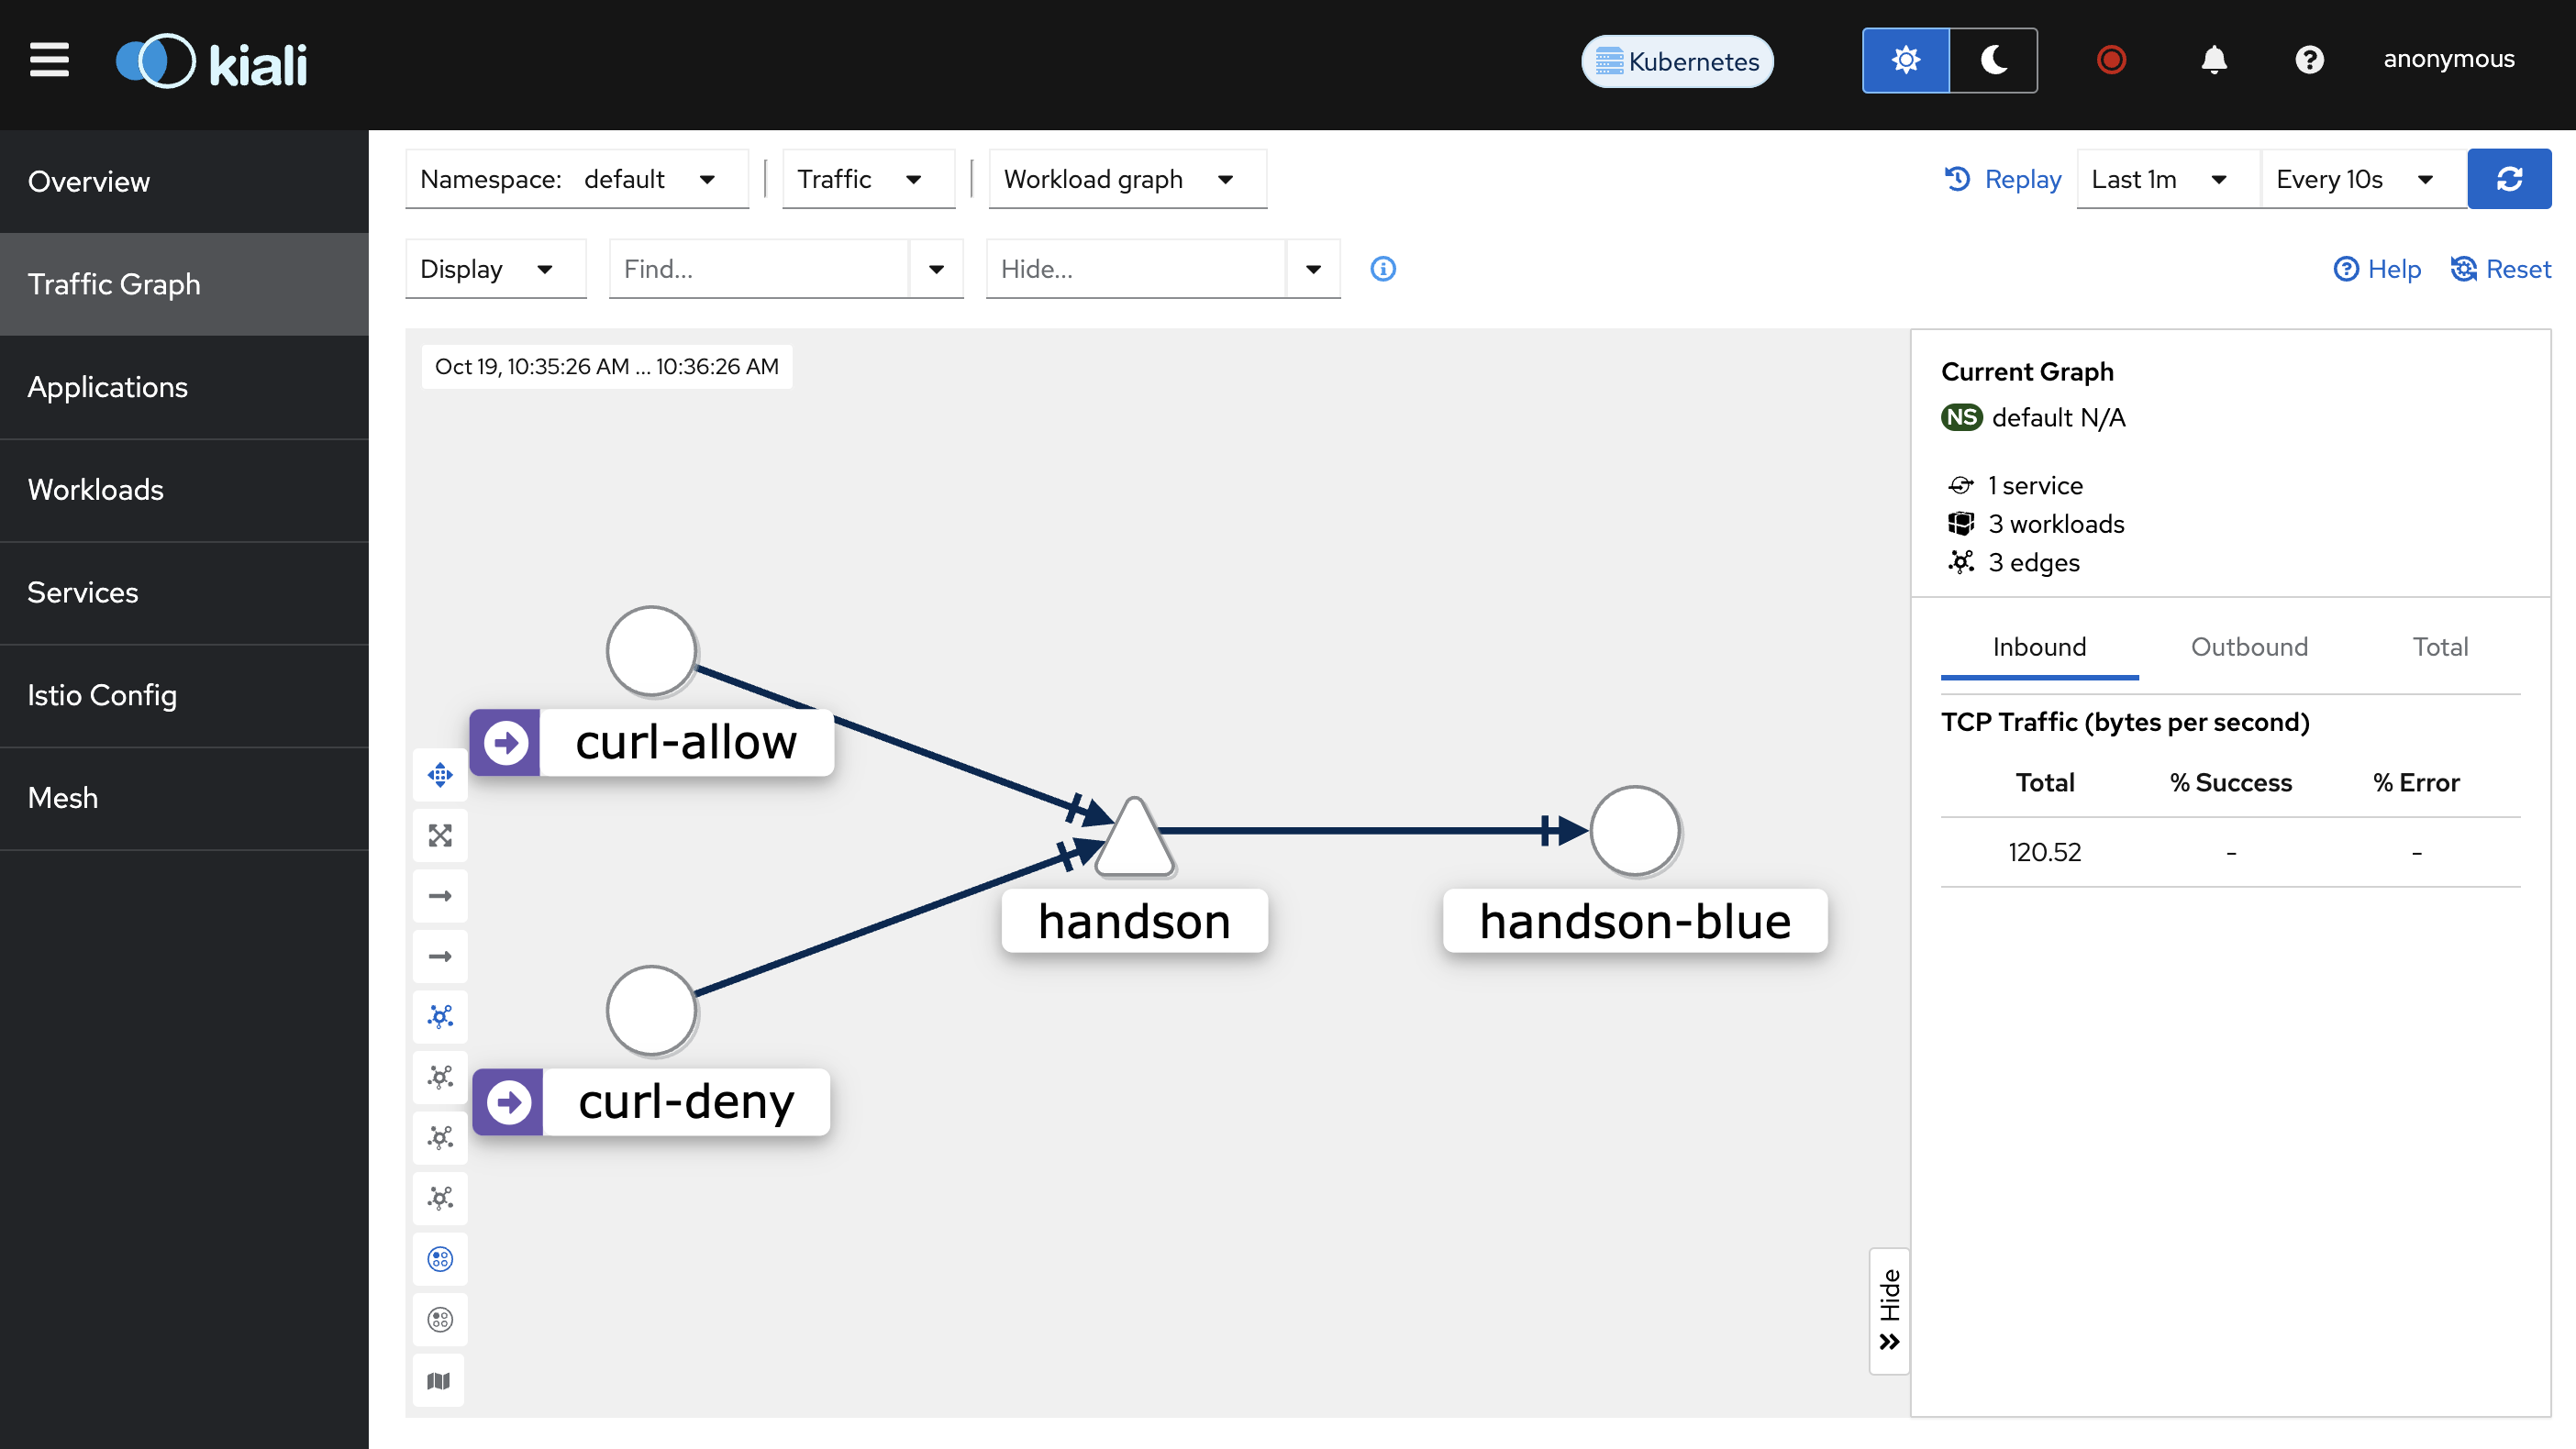 kiali
Kubernetes
anonymous
Overview
Traffic Graph
Applications
Workloads
Services
Istio Config
Mesh
Namespace: default
Traffic
Workload graph
Replay
Last 1m
Every 10s
Display
Find...
Hide...
Help
Reset
Oct 19, 10:35:26 AM ... 10:36:26 AM
curl-allow
handson
handson-blue
curl-deny
Hide
Current Graph
NS default N/A
1 service
3 workloads
3 edges
Inbound Outbound Total
TCP Traffic (bytes per second)
Total % Success % Error
120.52 - -